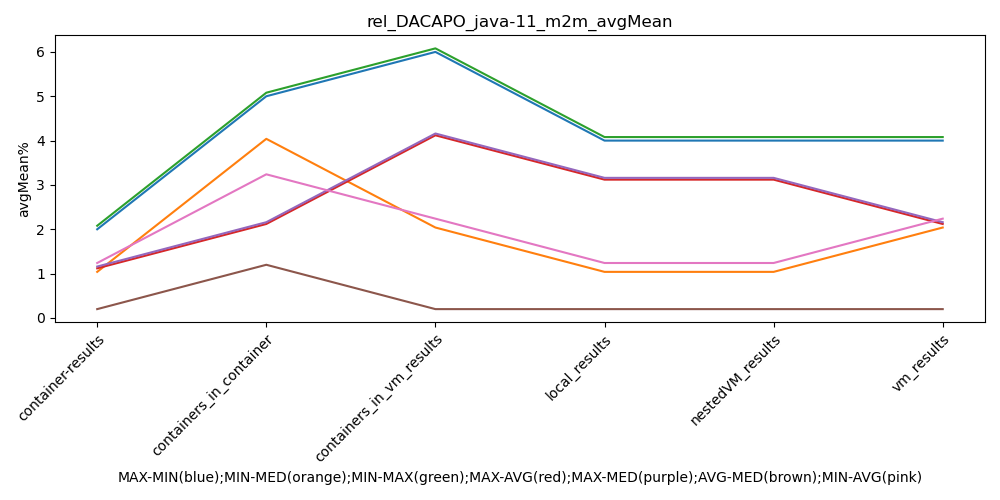 rel_DACAPO_java-11_m2m_avgMean
avgMean%
6
5
4
3
2
1
0
container-results
containers_in_container
containers_in_vm_results
local_results
nestedVM_results
vm_results
MAX-MIN(blue);MIN-MED(orange);MIN-MAX(green);MAX-AVG(red);MAX-MED(purple);AVG-MED(brown);MIN-AVG(pink)